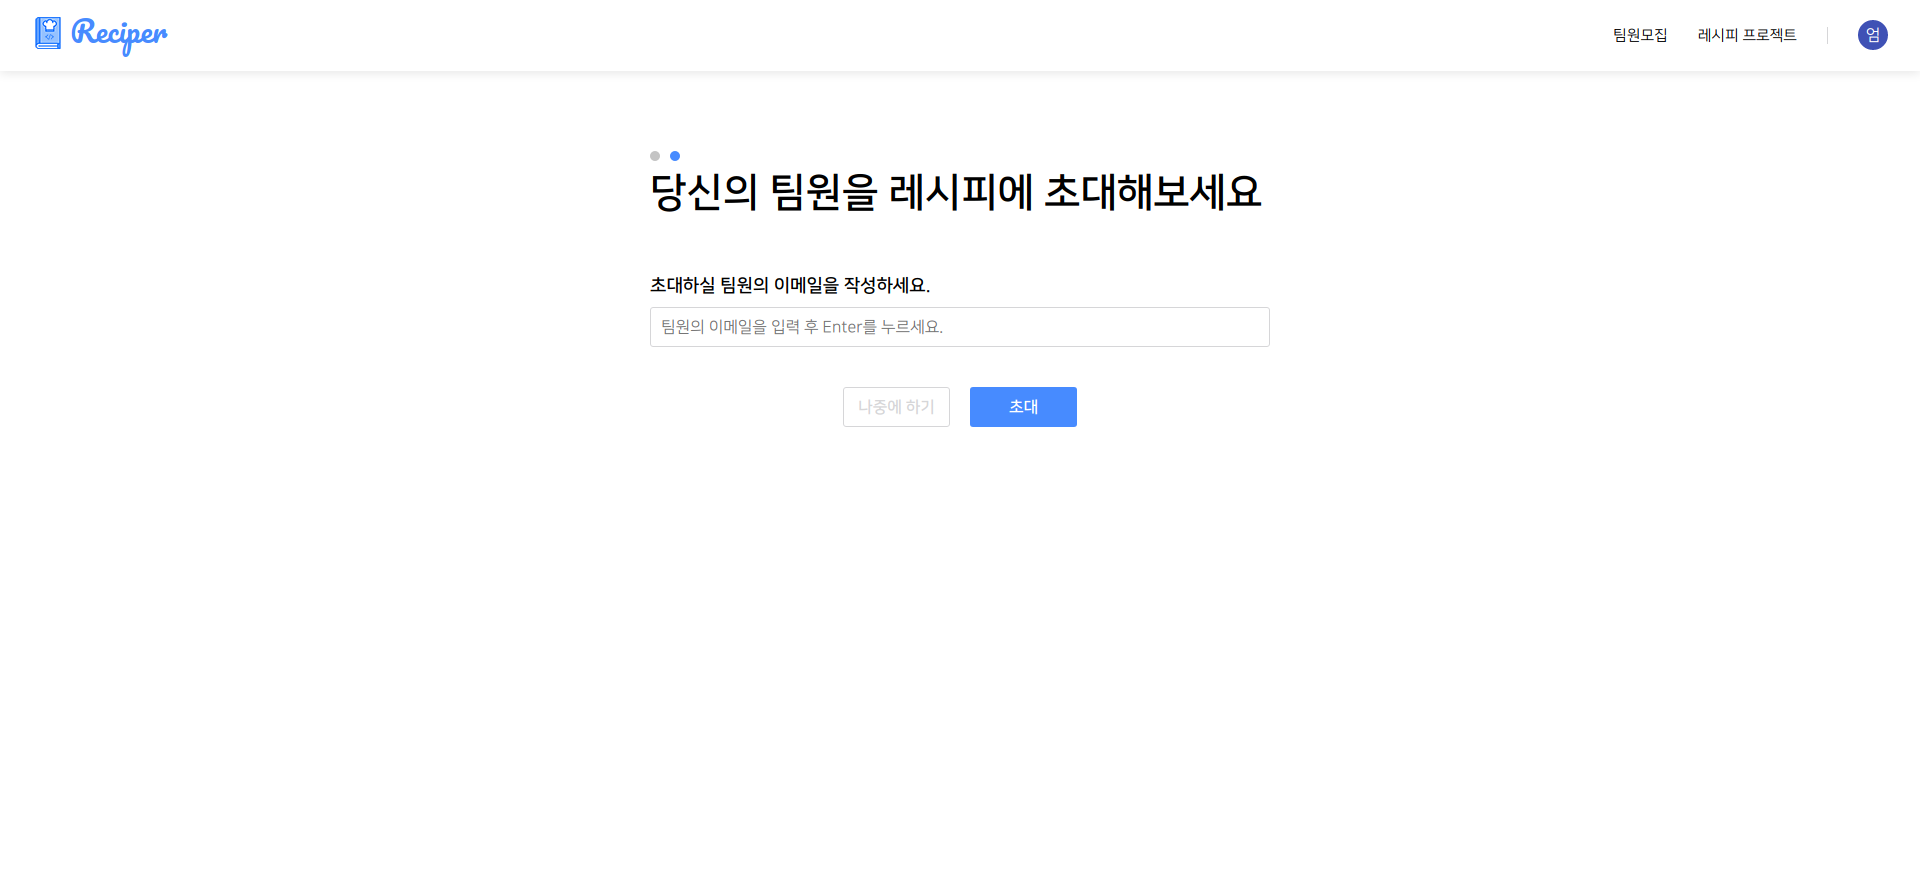 Reciper
팀원모집
레시피 프로젝트
엄
당신의 팀원을 레시피에 초대해보세요
초대하실 팀원의 이메일을 작성하세요.
팀원의 이메일을 입력 후 Enter를 누르세요.
나중에 하기
초대